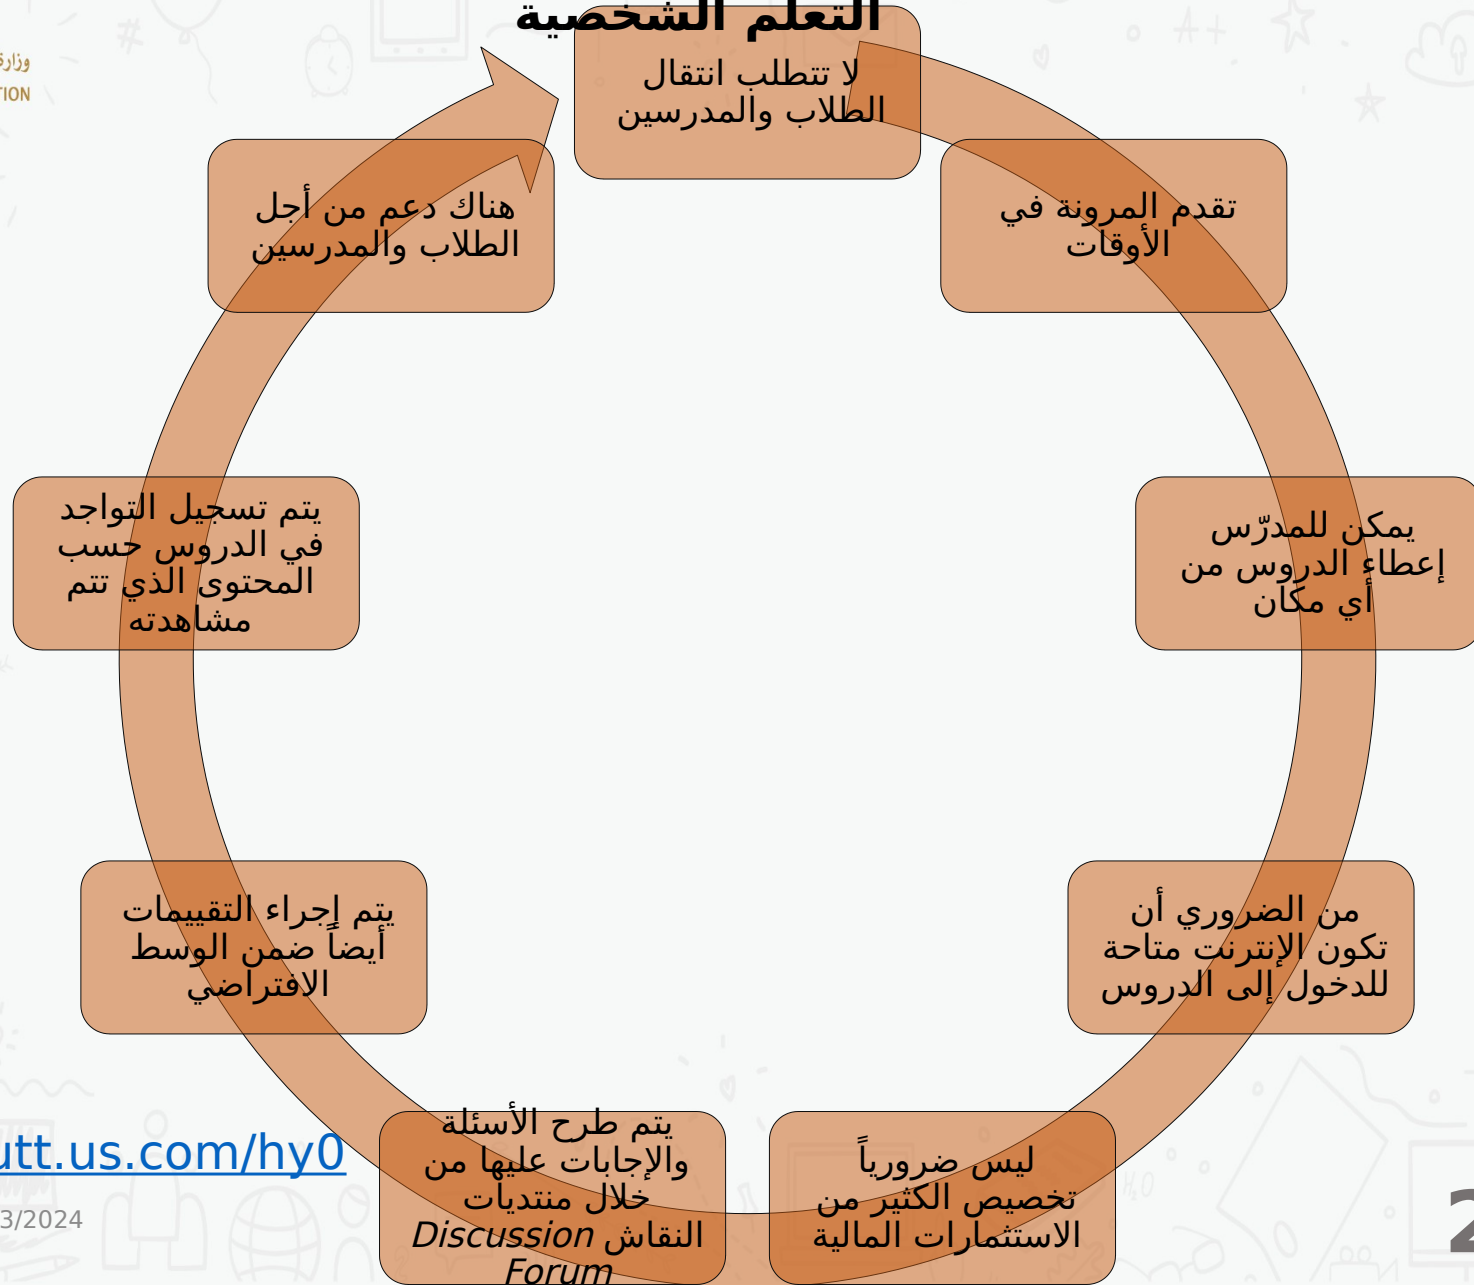 التعلم الشخصية
وزارة
TION
لا تتطلب انتقال
الطلاب والمدرسين
تقدم المرونة في
الأوقات
يمكن للمدرّس
إعطاء الدروس من
أي مكان
من الضروري أن
تكون الإنترنت متاحة
للدخول إلى الدروس
ليس ضرورياً
تخصيص الكثير من
الاستثمارات المالية
يتم طرح الأسئلة
والإجابات عليها من
خلال منتديات
النقاش Discussion
Forum
يتم إجراء التقييمات
أيضاً ضمن الوسط
الافتراضي
يتم تسجيل التواجد
في الدروس حسب
المحتوى الذي تتم
مشاهدته
هناك دعم من أجل
الطلاب والمدرسين
utt.us.com/hy0
3/2024
2